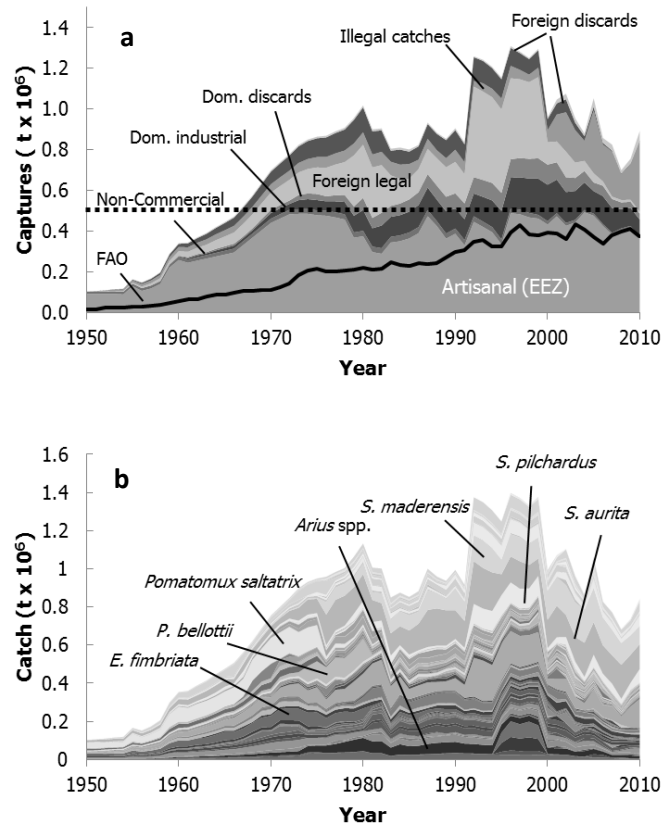 a
Captures ( t x 10⁶)
1.4
1.2
1.0
0.8
0.6
0.4
0.2
0.0
Illegal catches
Foreign discards
Dom. discards
Dom. industrial
Foreign legal
Non-Commercial
FAO
Artisanal (EEZ)
1950 1960 1970 1980 1990 2000 2010
Year
b
Catch (t x 10⁶)
1.6
1.4
1.2
1
0.8
0.6
0.4
0.2
0
S. pilchardus
S. maderensis
S. aurita
Arius spp.
Pomatomux saltatrix
P. bellottii
E. fimbriata
1950 1960 1970 1980 1990 2000 2010
Year